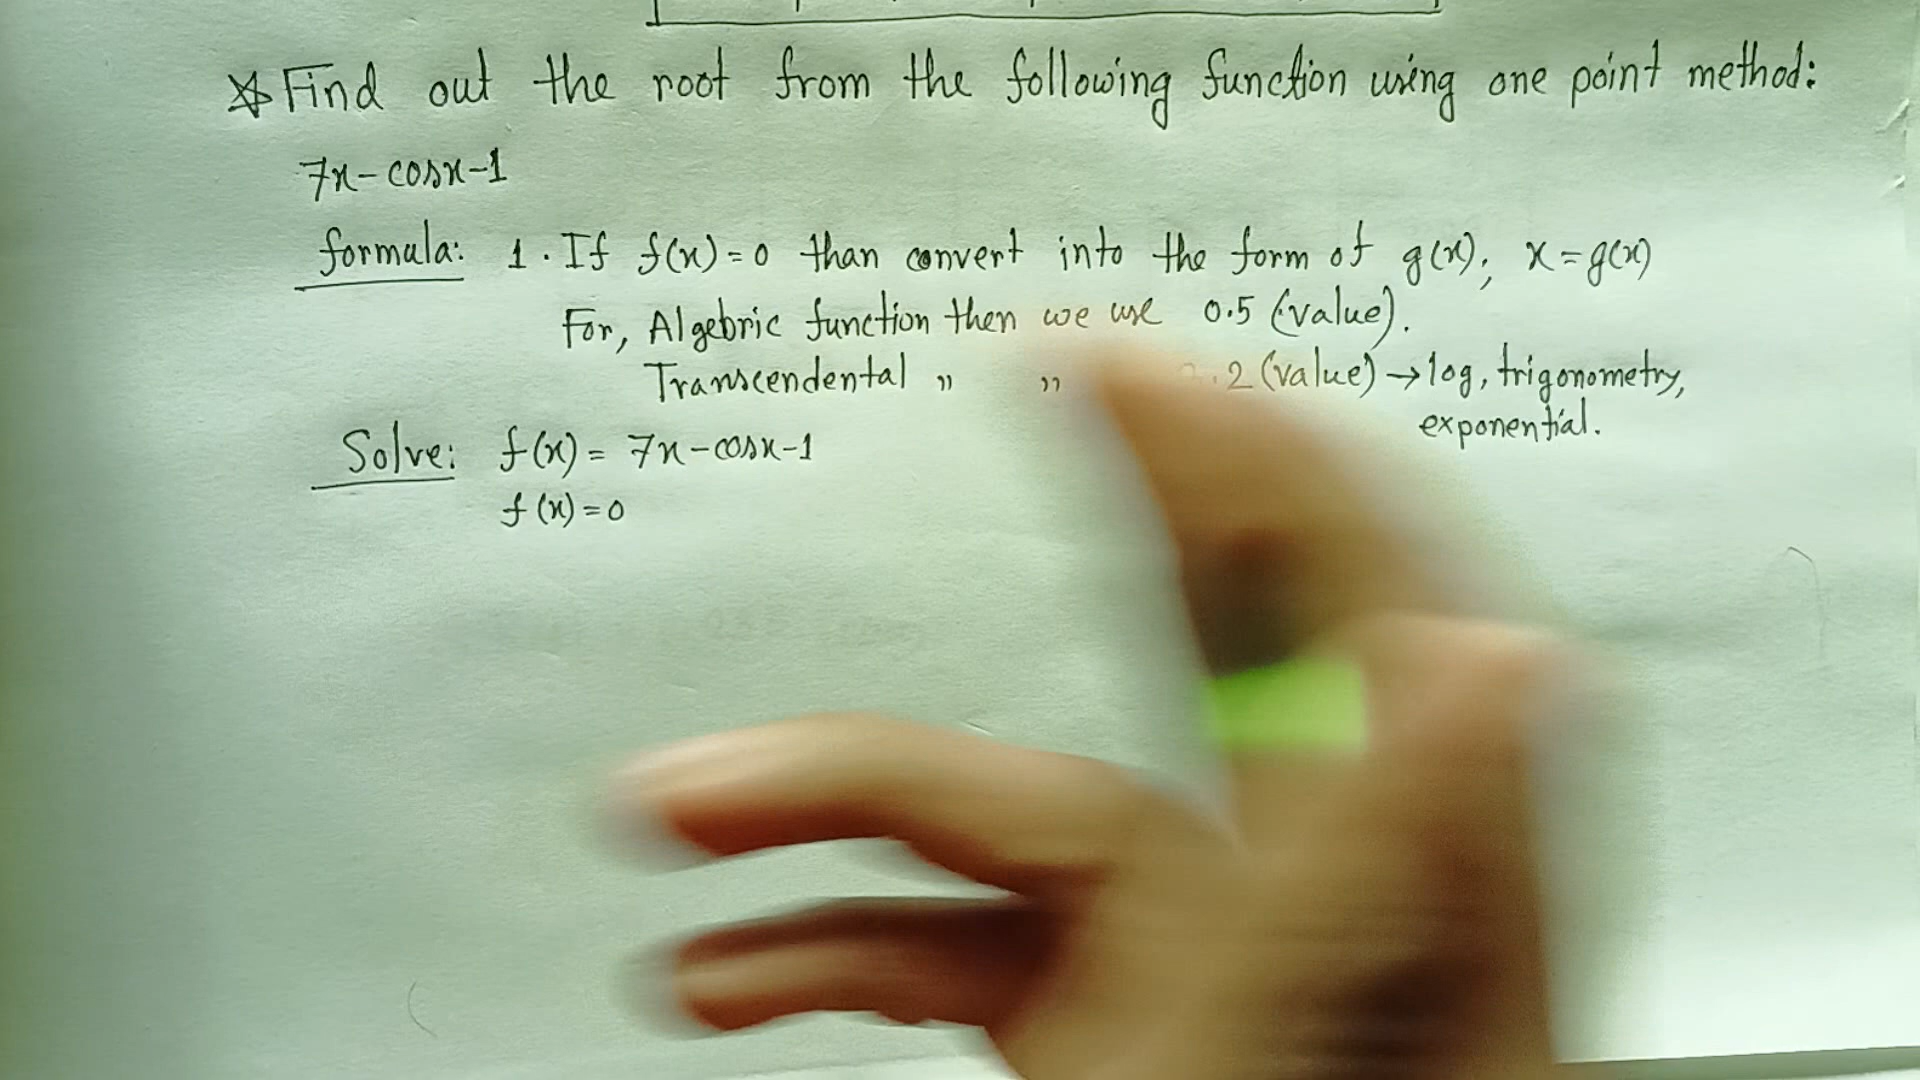 Find out the root from the following function using one point method:
7x-cosx-1
formula: 1. If f(x)=0 than convert into the form of g(x); x=g(x)
For, Algebric function then we use 0.5 (value).
Transcendental " " .2 (value)→log, trigonometry,
exponential.
Solve: f(x) = 7x-cosx-1
f(x)=0